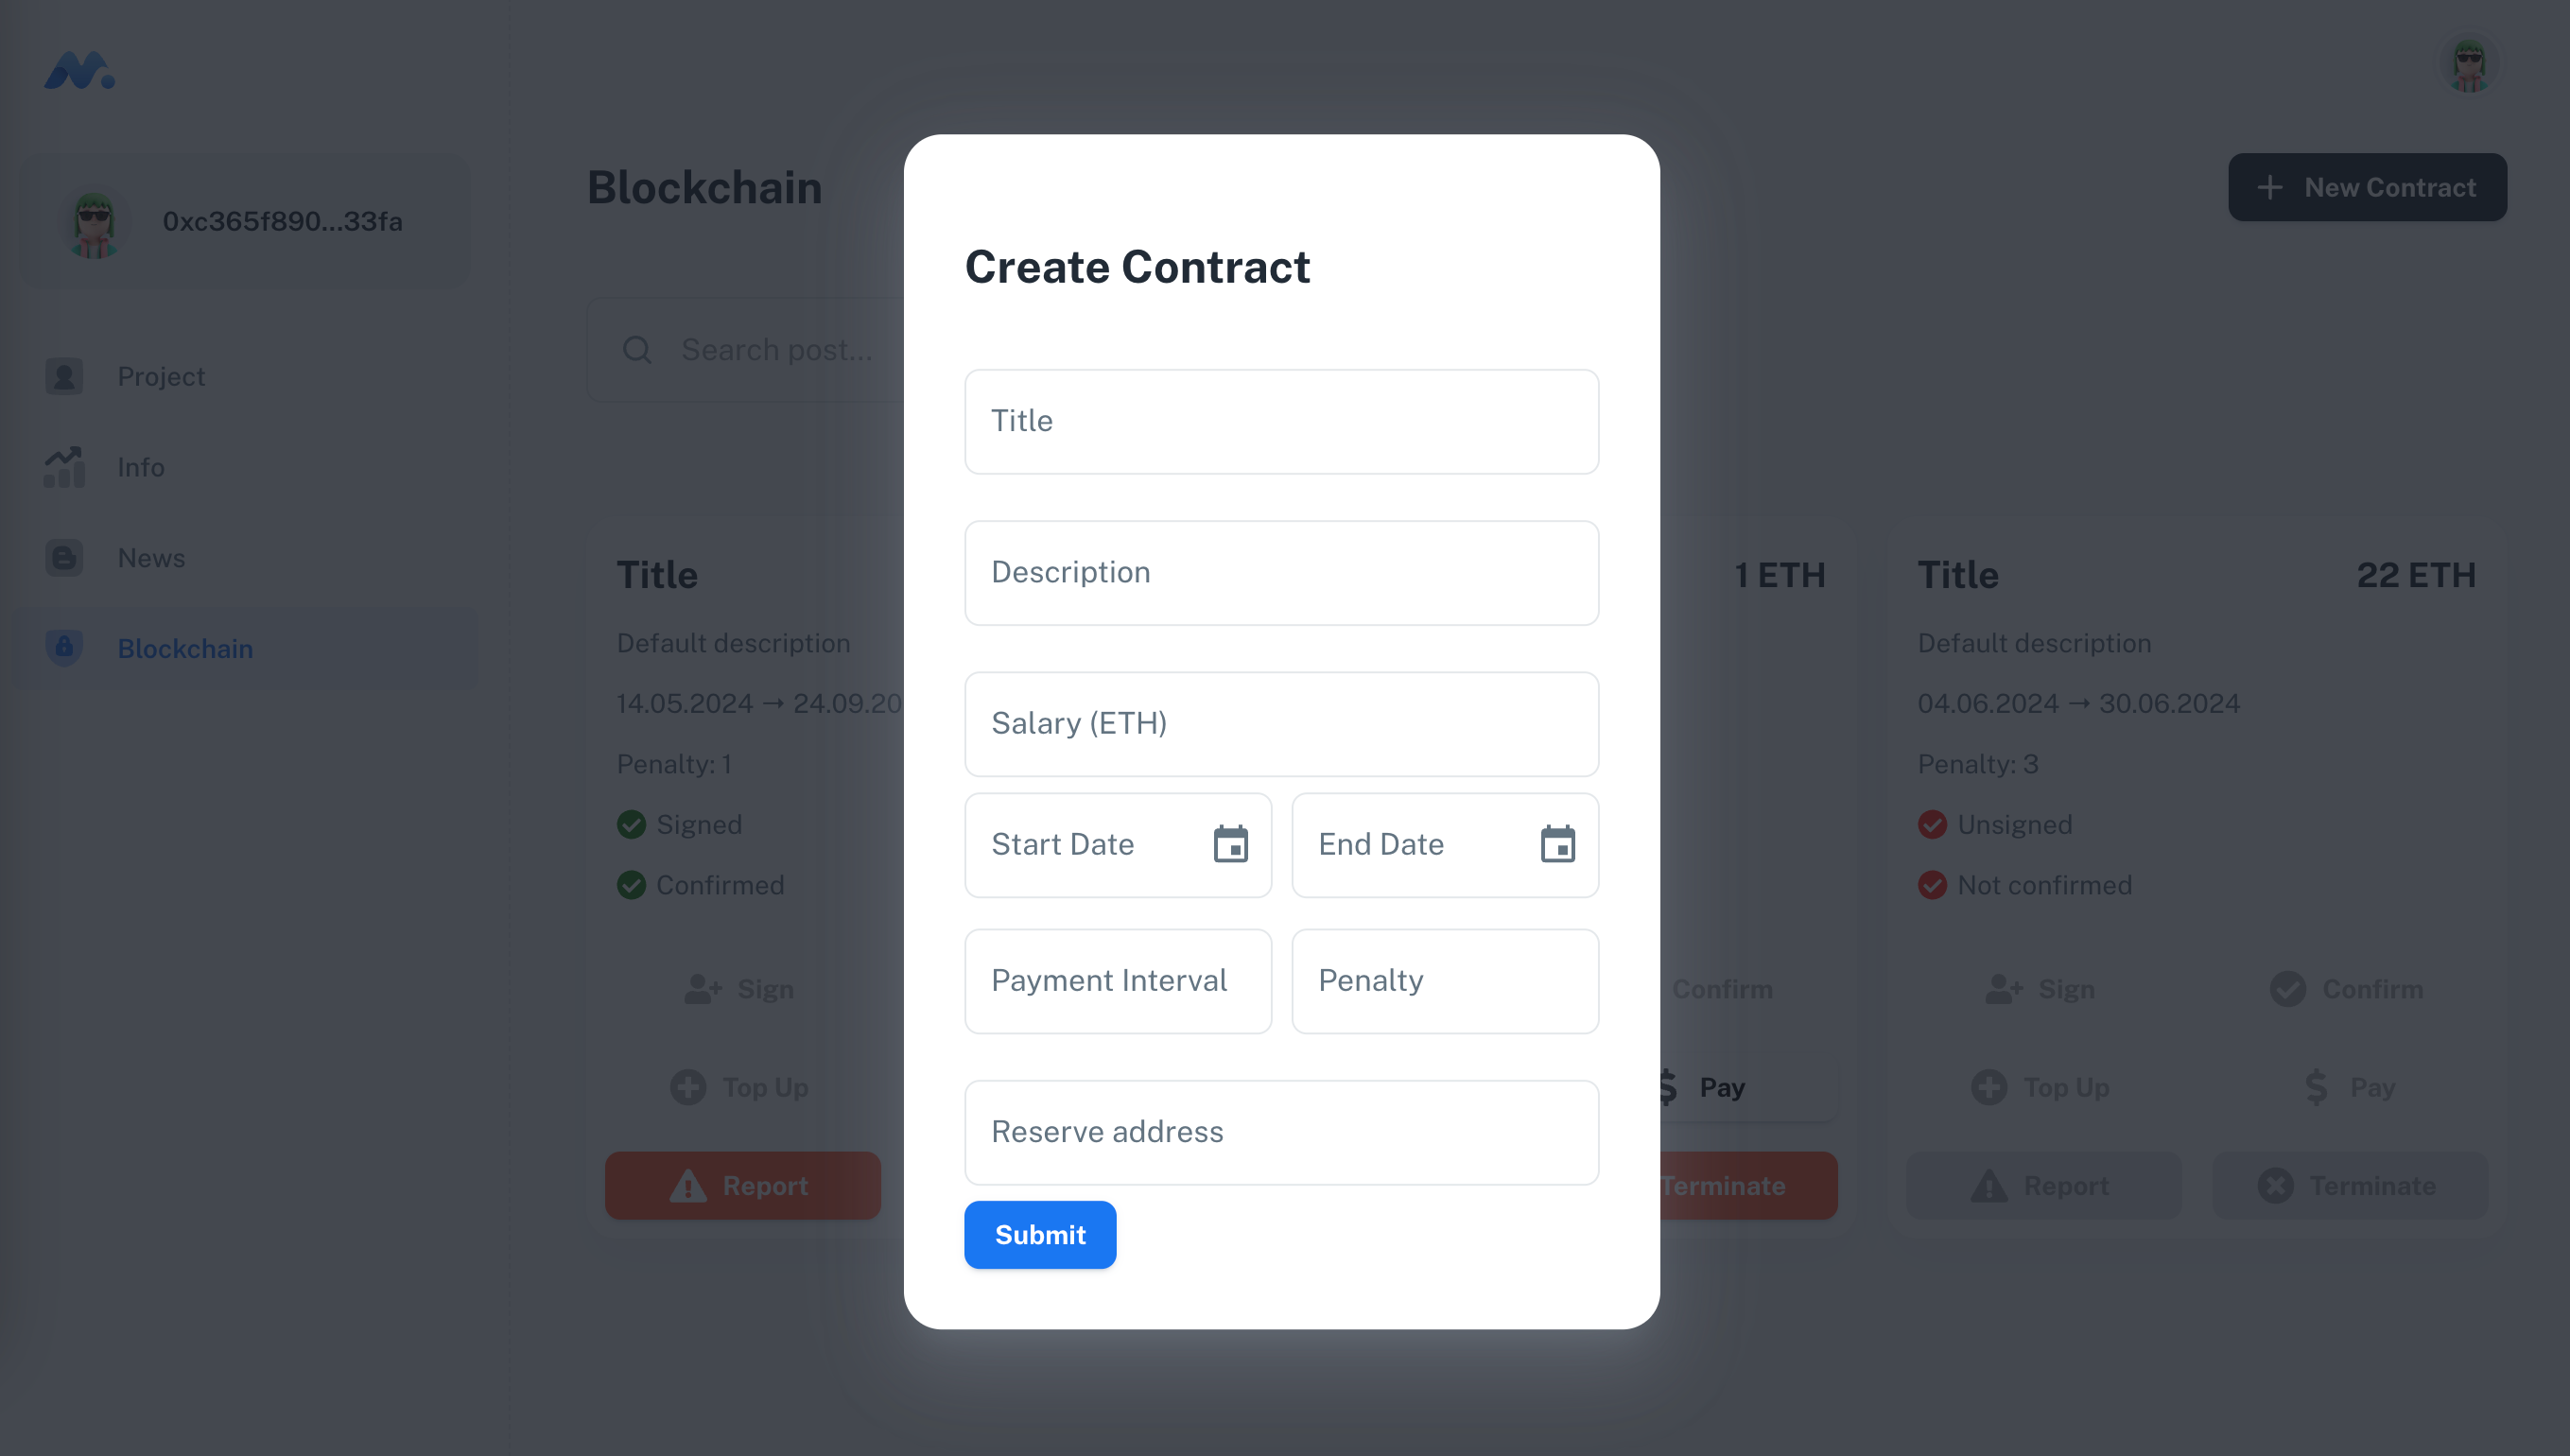 0xc365f890...33fa
Project
Info
News
Blockchain
Blockchain
New Contract
Search post...
Title
Default description
14.05.2024 → 24.09.20
Penalty: 1
Signed
Confirmed
Sign
Top Up
Report
Create Contract
Title
Description
Salary (ETH)
Start Date
End Date
Payment Interval
Penalty
Reserve address
Submit
1 ETH
Confirm
Pay
Terminate
Title
22 ETH
Default description
04.06.2024 → 30.06.2024
Penalty: 3
Unsigned
Not confirmed
Sign
Confirm
Top Up
Pay
Report
Terminate